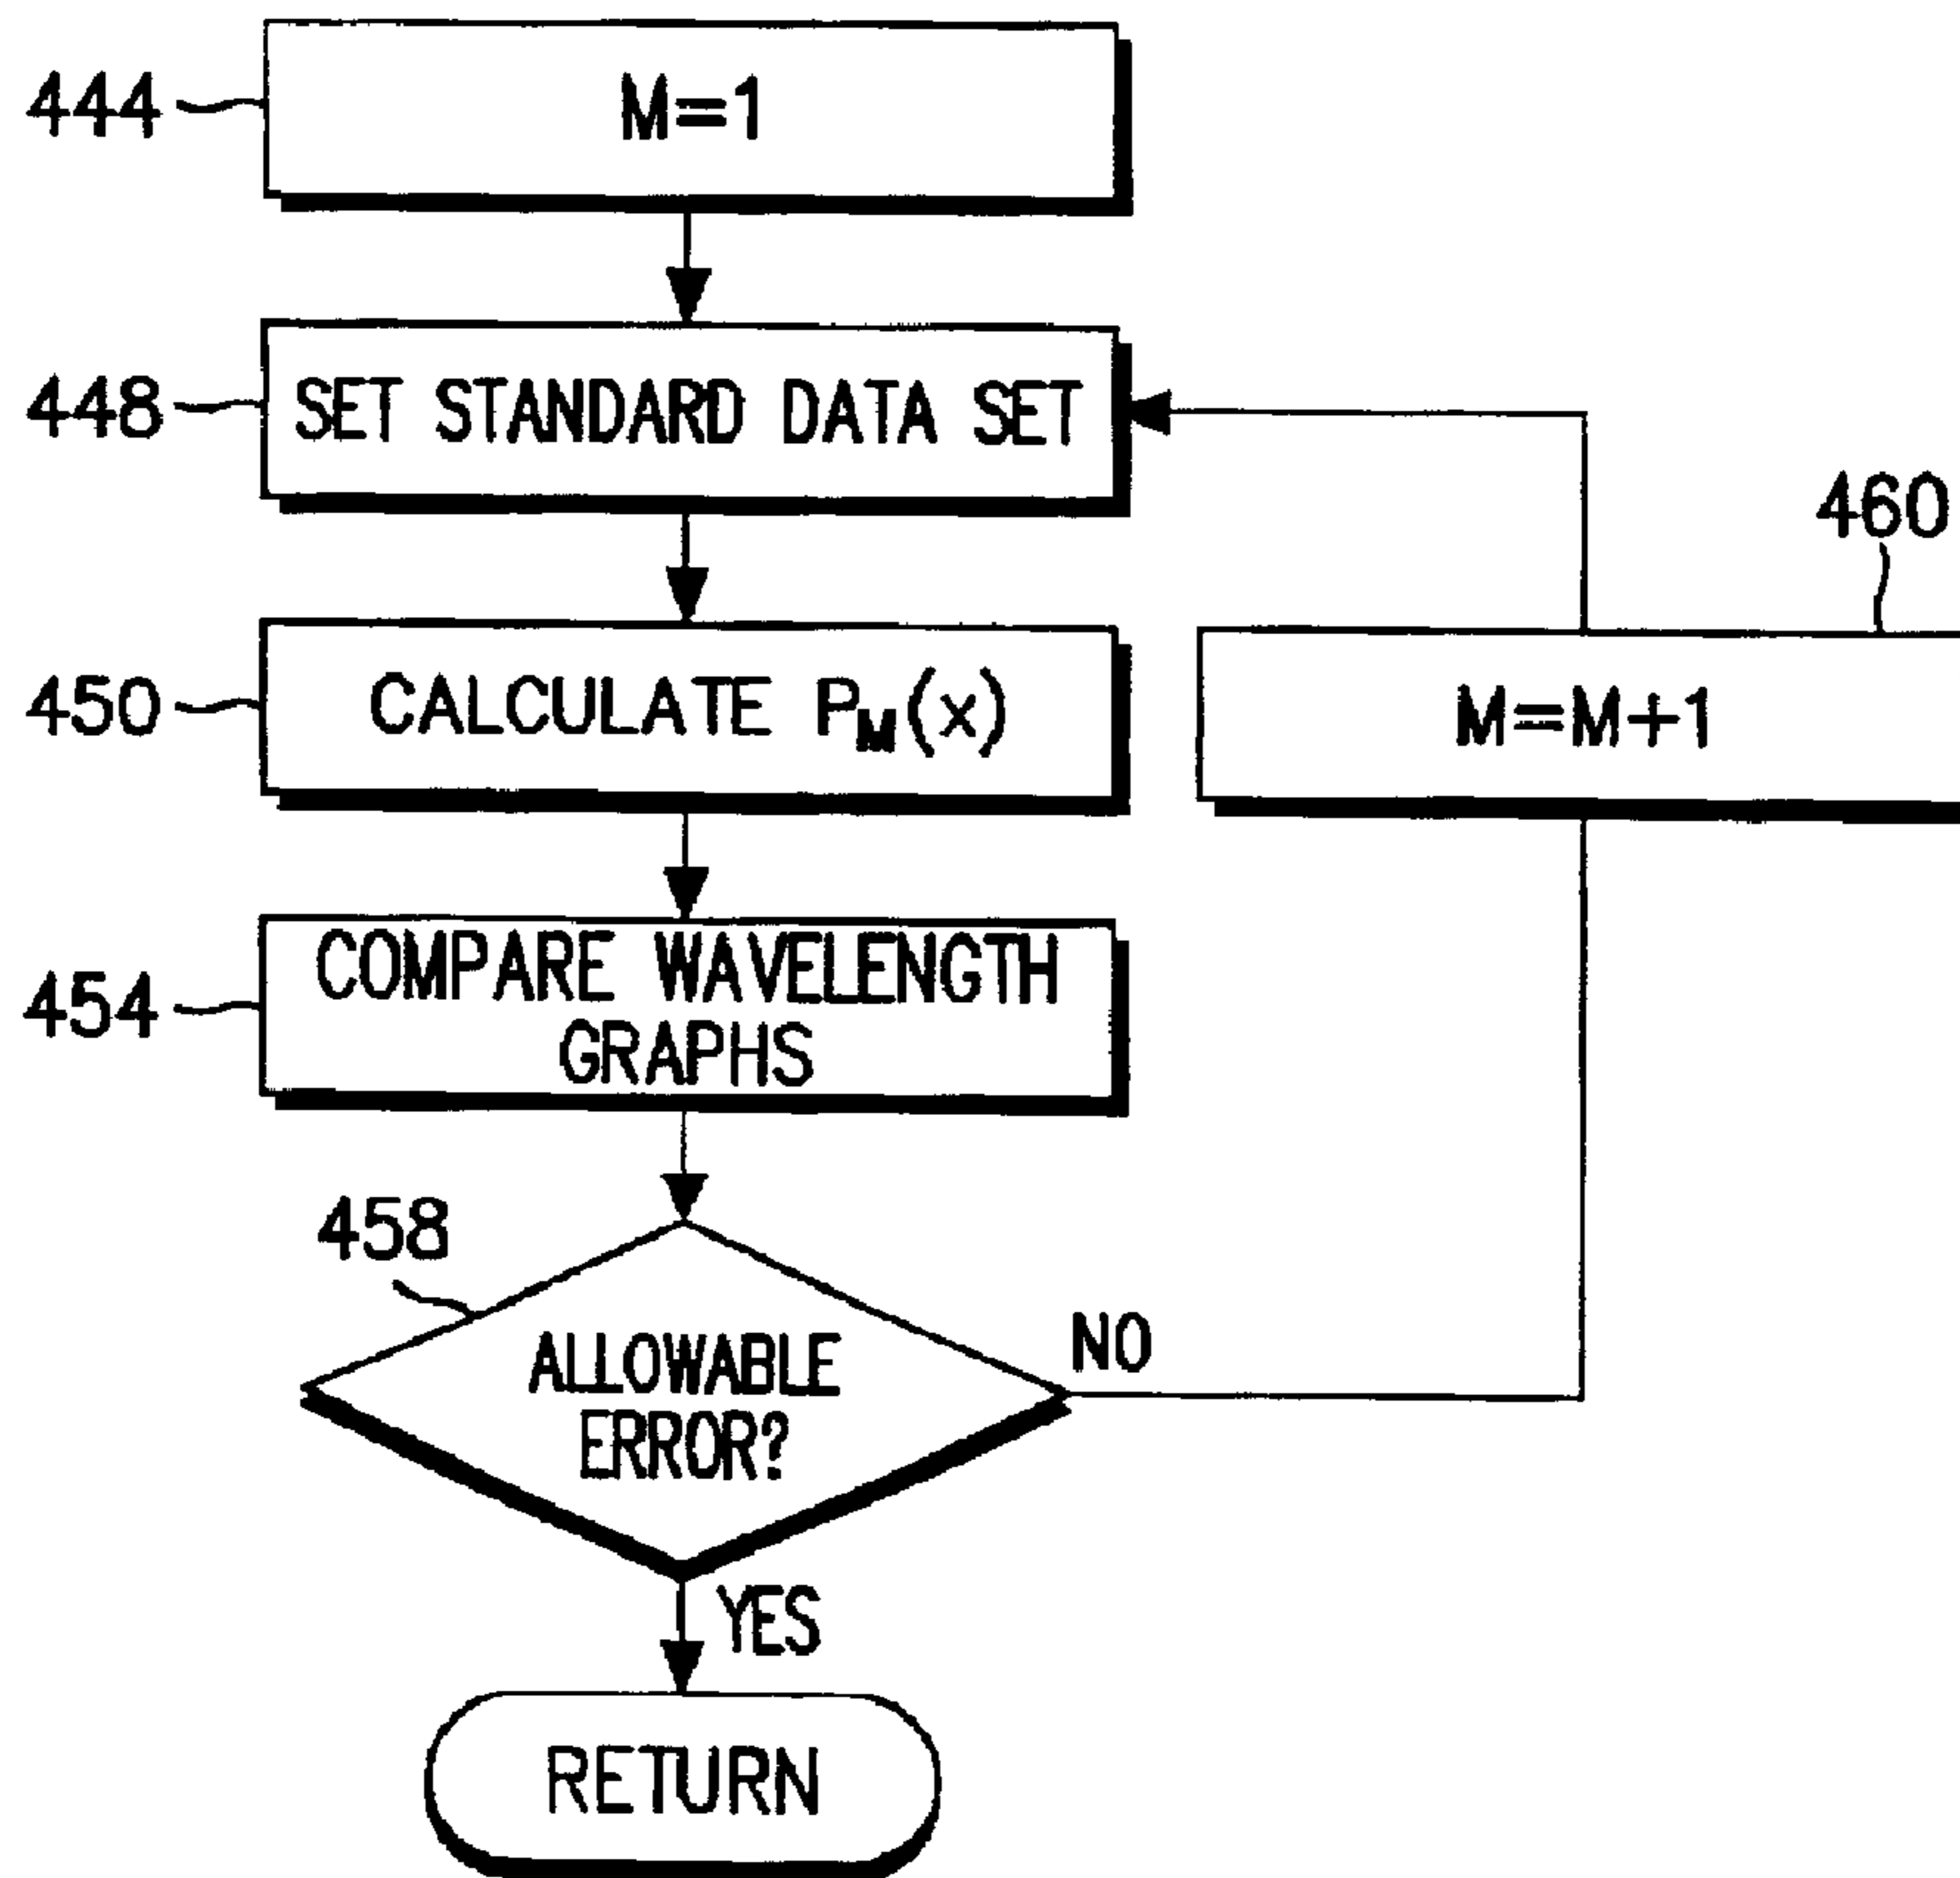 444
M=1
448
SET STANDARD DATA SET
460
450
CALCULATE P_M(x)
M=M+1
454
COMPARE WAVELENGTH
GRAPHS
458
ALLOWABLE
ERROR?
NO
YES
RETURN